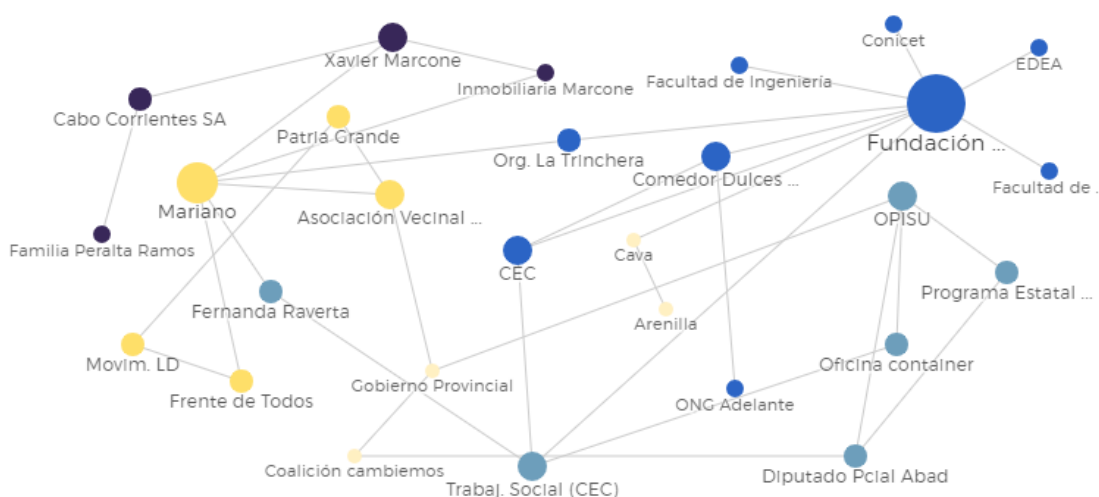 Conicet
EDEA
Xavier Marcone
Facultad de Ingeniería
Inmobiliaria Marcone
Cabo Corrientes SA
Patria Grande
Fundación ...
Org. La Trinchera
Comedor Dulces ...
Facultad de .
Mariano
Asociación Vecinal ...
OPISU
Familia Peralta Ramos
Cava
CEC
Programa Estatal ...
Fernanda Raverta
Arenilla
Movim. LD
Oficina container
Gobierno Provincial
Frente de Todos
ONG Adelante
Coalición cambiemos
Diputado Pcial Abad
Trabaj. Social (CEC)